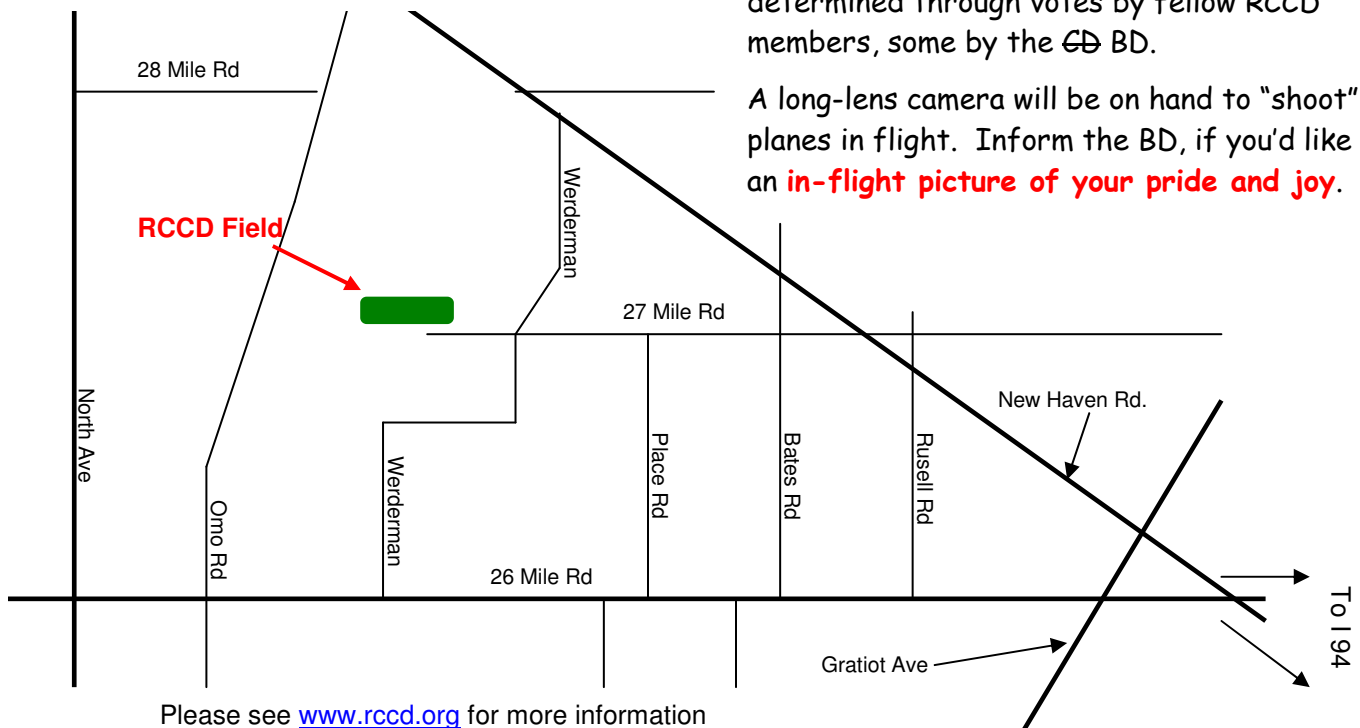 determined through votes by fellow RCCD
members, some by the CD BD.
A long-lens camera will be on hand to “shoot”
planes in flight.  Inform the BD, if you’d like
an in-flight picture of your pride and joy.
28 Mile Rd
Werderman
RCCD Field
27 Mile Rd
North Ave
New Haven Rd.
Omo Rd
Werderman
Place Rd
Bates Rd
Rusell Rd
26 Mile Rd
To I 94
Gratiot Ave
Please see www.rccd.org for more information